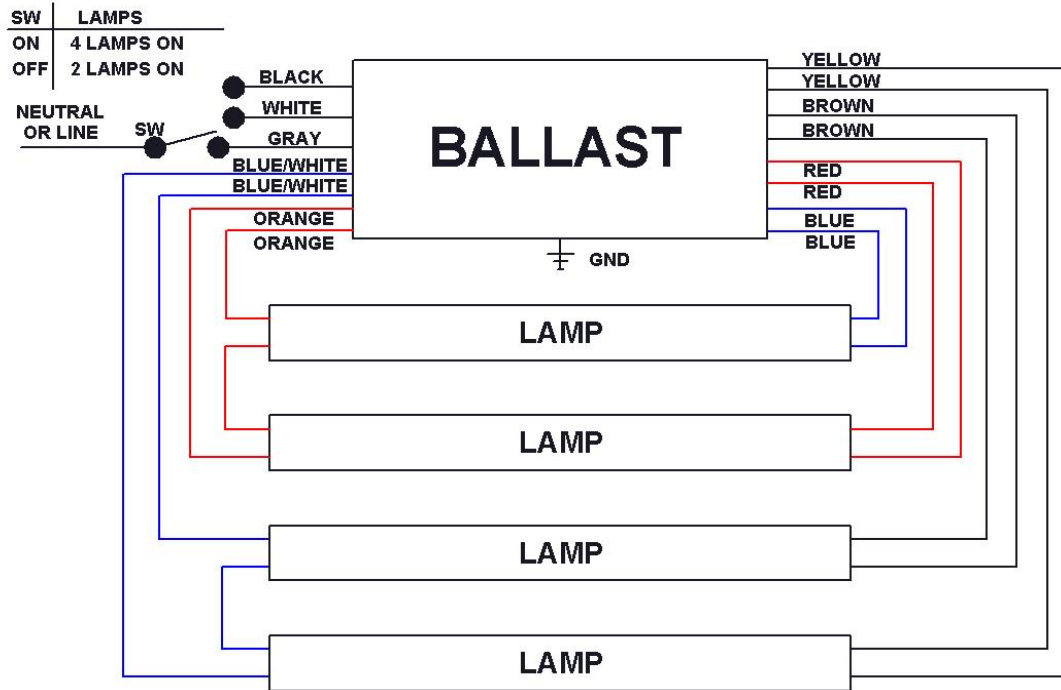 SW LAMPS
ON 4 LAMPS ON
OFF 2 LAMPS ON
NEUTRAL
OR LINE
SW
BLACK
WHITE
GRAY
BLUE/WHITE
BLUE/WHITE
ORANGE
ORANGE
BALLAST
GND
YELLOW
YELLOW
BROWN
BROWN
RED
RED
BLUE
BLUE
LAMP
LAMP
LAMP
LAMP